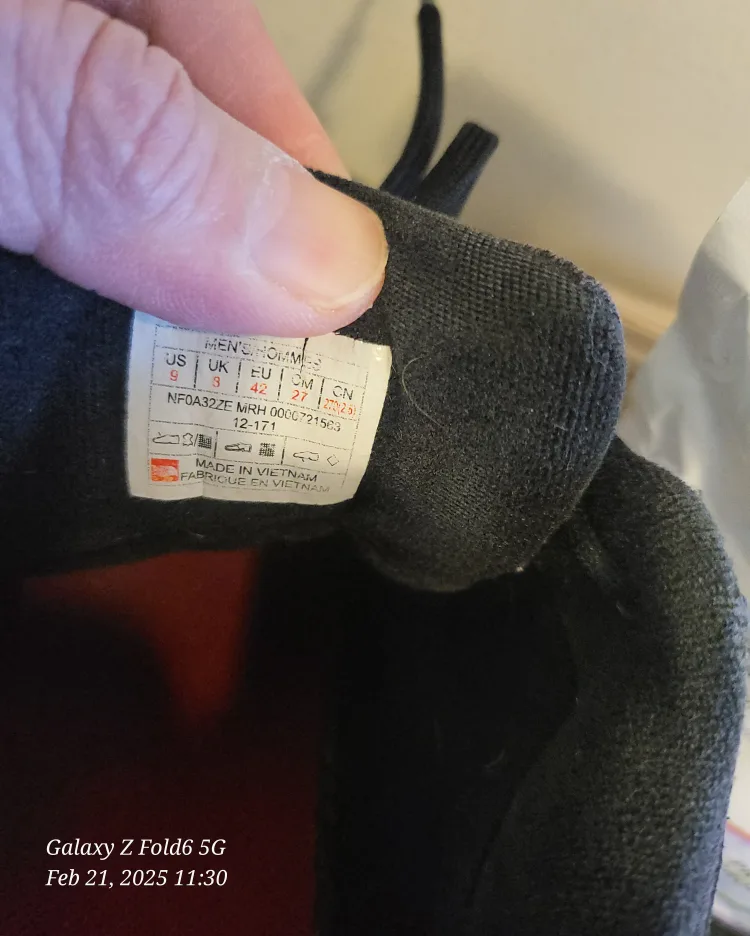 MEN'S/HOMMES
US UK EU CM CN
9 8 42 27 270(2.5)
NF0A32ZE MRH 0000721563
12-171
MADE IN VIETNAM
FABRIQUE EN VIETNAM
Galaxy Z Fold6 5G
Feb 21, 2025 11:30